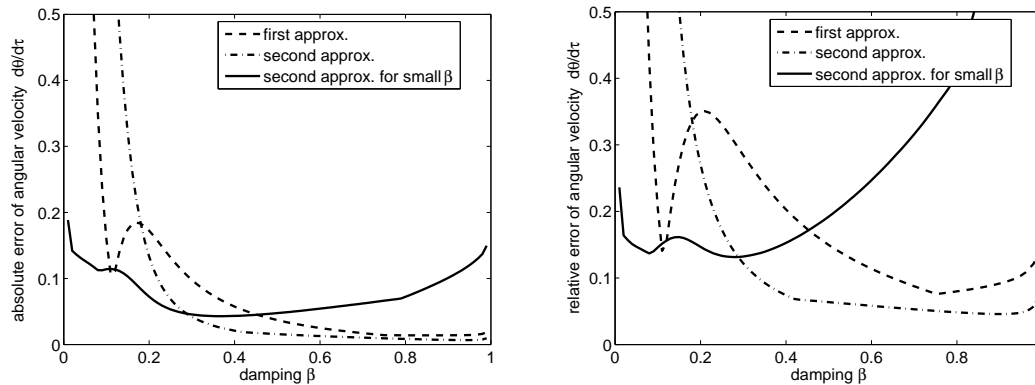 0.5
0.4
0.3
0.2
0.1
0
0 0.2 0.4 0.6 0.8 1
absolute error of angular velocity dθ/dτ
damping β
first approx.
second approx.
second approx. for small β
0.5
0.4
0.3
0.2
0.1
0
0 0.2 0.4 0.6 0.8
relative error of angular velocity dθ/dτ
damping β
first approx.
second approx.
second approx. for small β